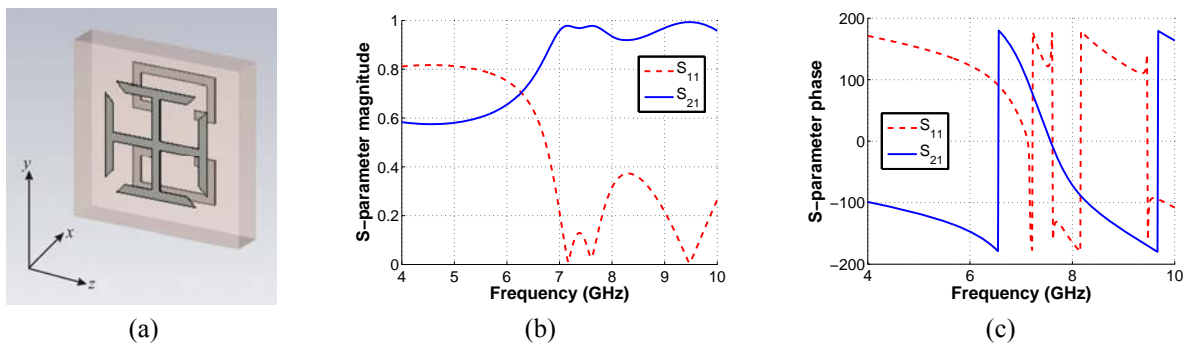 y
x
z
(a)
S−parameter magnitude
1
0.8
0.6
0.4
0.2
0
4 5 6 7 8 9 10
Frequency (GHz)
S11
S21
(b)
S−parameter phase
200
100
0
−100
−200
4 6 8 10
Frequency (GHz)
S11
S21
(c)